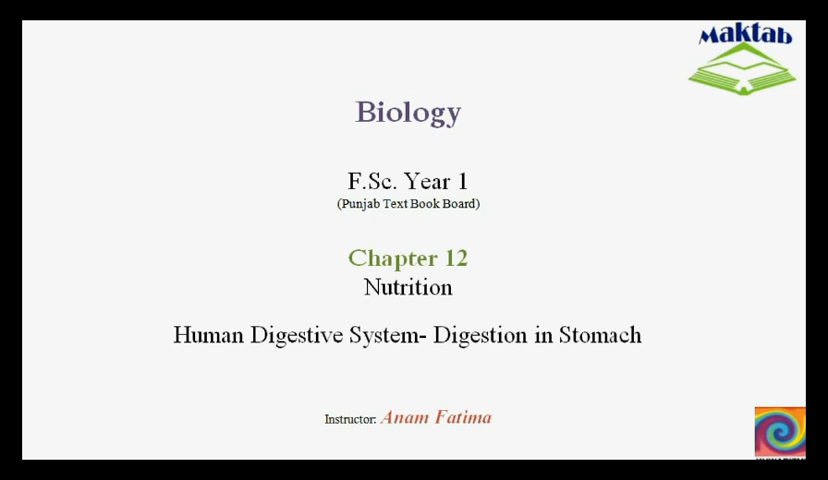 Maktab
Biology
F.Sc. Year 1
(Punjab Text Book Board)
Chapter 12
Nutrition
Human Digestive System- Digestion in Stomach
Instructor: Anam Fatima